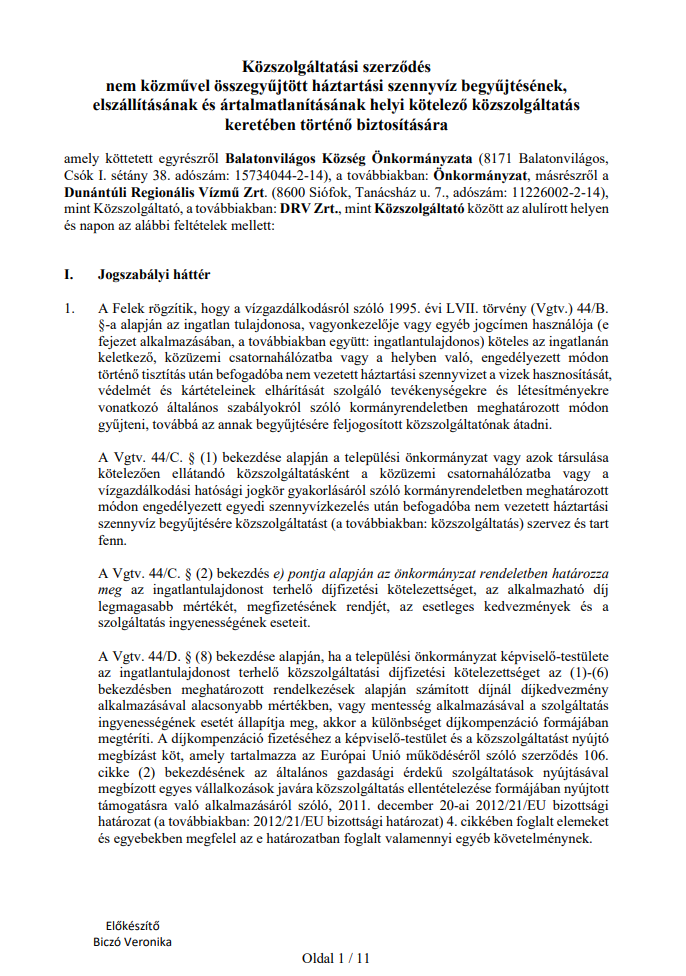 Közszolgáltatási szerződés
nem közművel összegyűjtött háztartási szennyvíz begyűjtésének,
elszállításának és ártalmatlanításának helyi kötelező közszolgáltatás
keretében történő biztosítására
amely köttetett egyrészről Balatonvilágos Község Önkormányzata (8171 Balatonvilágos,
Csók I. sétány 38. adószám: 15734044-2-14), a továbbiakban: Önkormányzat, másrészről a
Dunántúli Regionális Vízmű Zrt. (8600 Siófok, Tanácsház u. 7., adószám: 11226002-2-14),
mint Közszolgáltató, a továbbiakban: DRV Zrt., mint Közszolgáltató között az alulírott helyen
és napon az alábbi feltételek mellett:
I. Jogszabályi háttér
1. A Felek rögzítik, hogy a vízgazdálkodásról szóló 1995. évi LVII. törvény (Vgtv.) 44/B.
§-a alapján az ingatlan tulajdonosa, vagyonkezelője vagy egyéb jogcímen használója (e
fejezet alkalmazásában, a továbbiakban együtt: ingatlantulajdonos) köteles az ingatlanán
keletkező, közüzemi csatornahálózatba vagy a helyben való, engedélyezett módon
történő tisztítás után befogadóba nem vezetett háztartási szennyvizet a vizek hasznosítását,
védelmét és kártételeinek elhárítását szolgáló tevékenységekre és létesítményekre
vonatkozó általános szabályokról szóló kormányrendeletben meghatározott módon
gyűjteni, továbbá az annak begyűjtésére feljogosított közszolgáltatónak átadni.
A Vgtv. 44/C. § (1) bekezdése alapján a települési önkormányzat vagy azok társulása
kötelezően ellátandó közszolgáltatásként a közüzemi csatornahálózatba vagy a
vízgazdálkodási hatósági jogkör gyakorlásáról szóló kormányrendeletben meghatározott
módon engedélyezett egyedi szennyvízkezelés után befogadóba nem vezetett háztartási
szennyvíz begyűjtésére közszolgáltatást (a továbbiakban: közszolgáltatás) szervez és tart
fenn.
A Vgtv. 44/C. § (2) bekezdés e) pontja alapján az önkormányzat rendeletben határozza
meg az ingatlantulajdonost terhelő díjfizetési kötelezettséget, az alkalmazható díj
legmagasabb mértékét, megfizetésének rendjét, az esetleges kedvezmények és a
szolgáltatás ingyenességének eseteit.
A Vgtv. 44/D. § (8) bekezdése alapján, ha a települési önkormányzat képviselő-testülete
az ingatlantulajdonost terhelő közszolgáltatási díjfizetési kötelezettséget az (1)-(6)
bekezdésben meghatározott rendelkezések alapján számított díjnál díjkedvezmény
alkalmazásával alacsonyabb mértékben, vagy mentesség alkalmazásával a szolgáltatás
ingyenességének esetét állapítja meg, akkor a különbséget díjkompenzáció formájában
megtéríti. A díjkompenzáció fizetéséhez a képviselő-testület és a közszolgáltatást nyújtó
megbízást köt, amely tartalmazza az Európai Unió működéséről szóló szerződés 106.
cikke (2) bekezdésének az általános gazdasági érdekű szolgáltatások nyújtásával
megbízott egyes vállalkozások javára közszolgáltatás ellentételezése formájában nyújtott
támogatásra való alkalmazásáról szóló, 2011. december 20-ai 2012/21/EU bizottsági
határozat (a továbbiakban: 2012/21/EU bizottsági határozat) 4. cikkében foglalt elemeket
és egyebekben megfelel az e határozatban foglalt valamennyi egyéb követelménynek.
Előkészítő
Biczó Veronika
Oldal 1 / 11